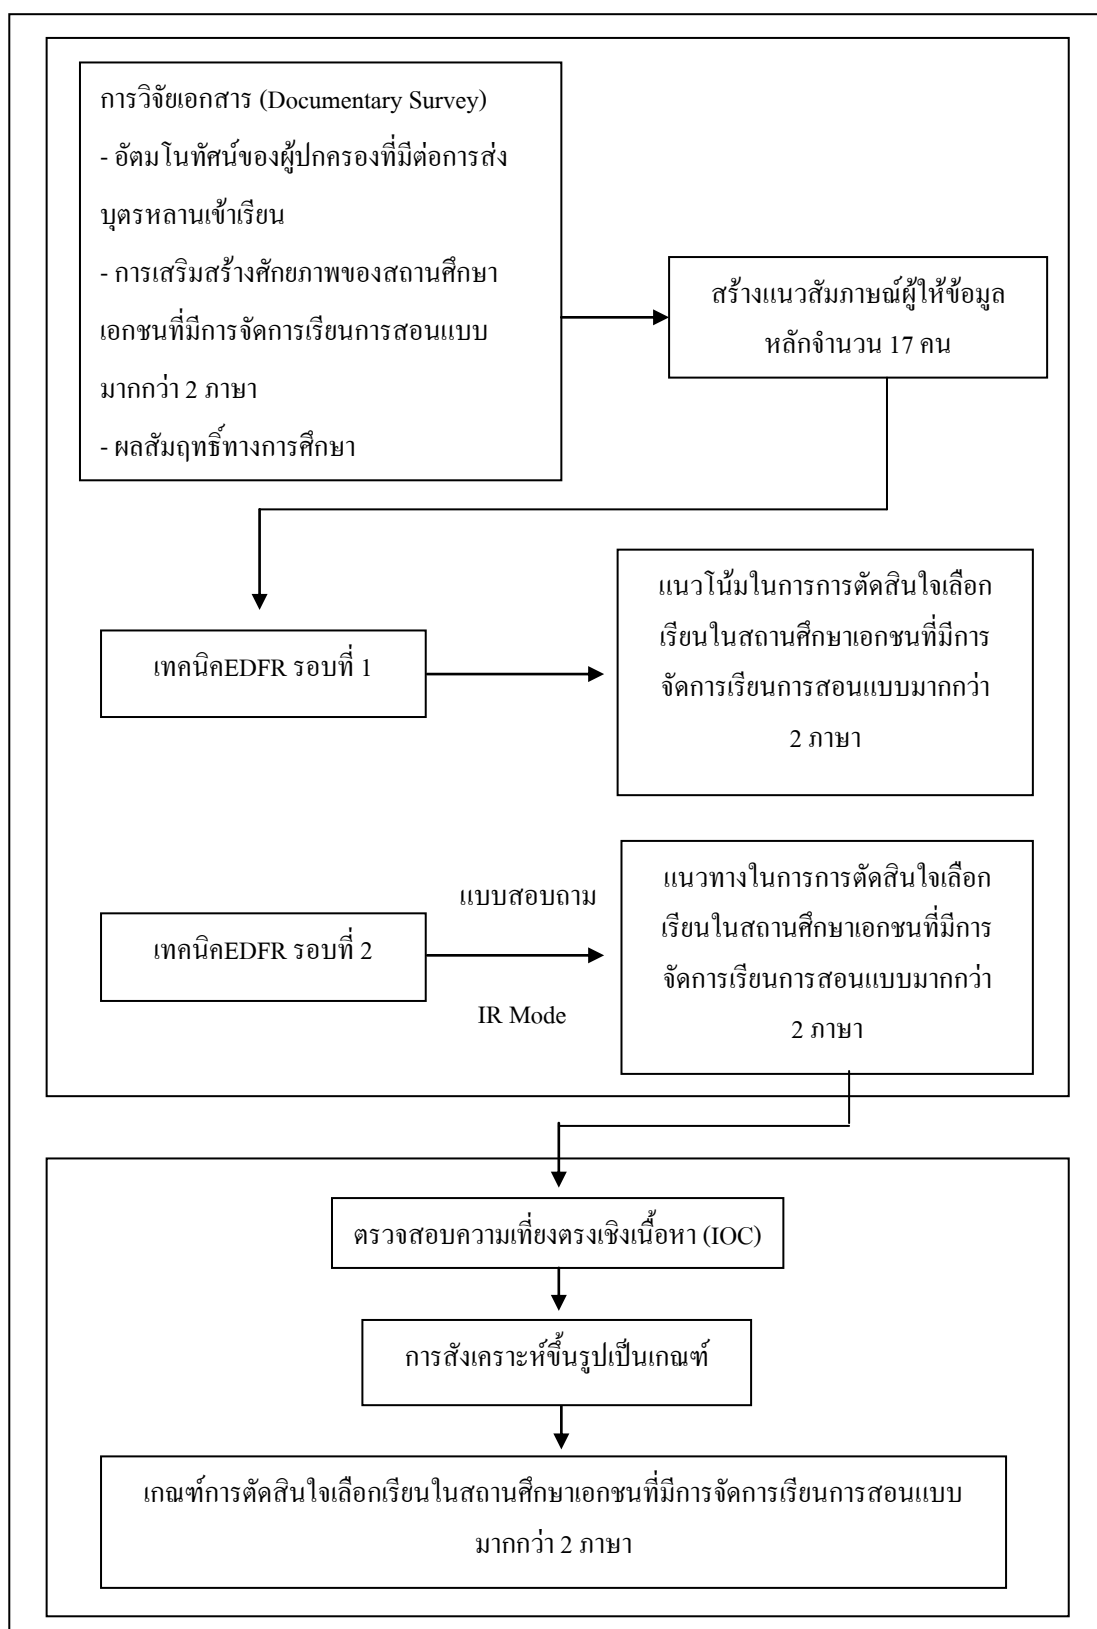 การวิจัยเอกสาร (Documentary Survey)
- อัตมโนทัศน์ของผู้ปกครองที่มีต่อการส่ง
บุตรหลานเข้าเรียน
- การเสริมสร้างศักยภาพของสถานศึกษา
เอกชนที่มีการจัดการเรียนการสอนแบบ
มากกว่า 2 ภาษา
- ผลสัมฤทธิ์ทางการศึกษา
สร้างแนวสัมภาษณ์ผู้ให้ข้อมูล
หลักจำนวน 17 คน
เทคนิคEDFR รอบที่ 1
แนวโน้มในการการตัดสินใจเลือก
เรียนในสถานศึกษาเอกชนที่มีการ
จัดการเรียนการสอนแบบมากกว่า
2 ภาษา
เทคนิคEDFR รอบที่ 2
แบบสอบถาม
IR Mode
แนวทางในการการตัดสินใจเลือก
เรียนในสถานศึกษาเอกชนที่มีการ
จัดการเรียนการสอนแบบมากกว่า
2 ภาษา
ตรวจสอบความเที่ยงตรงเชิงเนื้อหา (IOC)
การสังเคราะห์ขึ้นรูปเป็นเกณฑ์
เกณฑ์การตัดสินใจเลือกเรียนในสถานศึกษาเอกชนที่มีการจัดการเรียนการสอนแบบ
มากกว่า 2 ภาษา